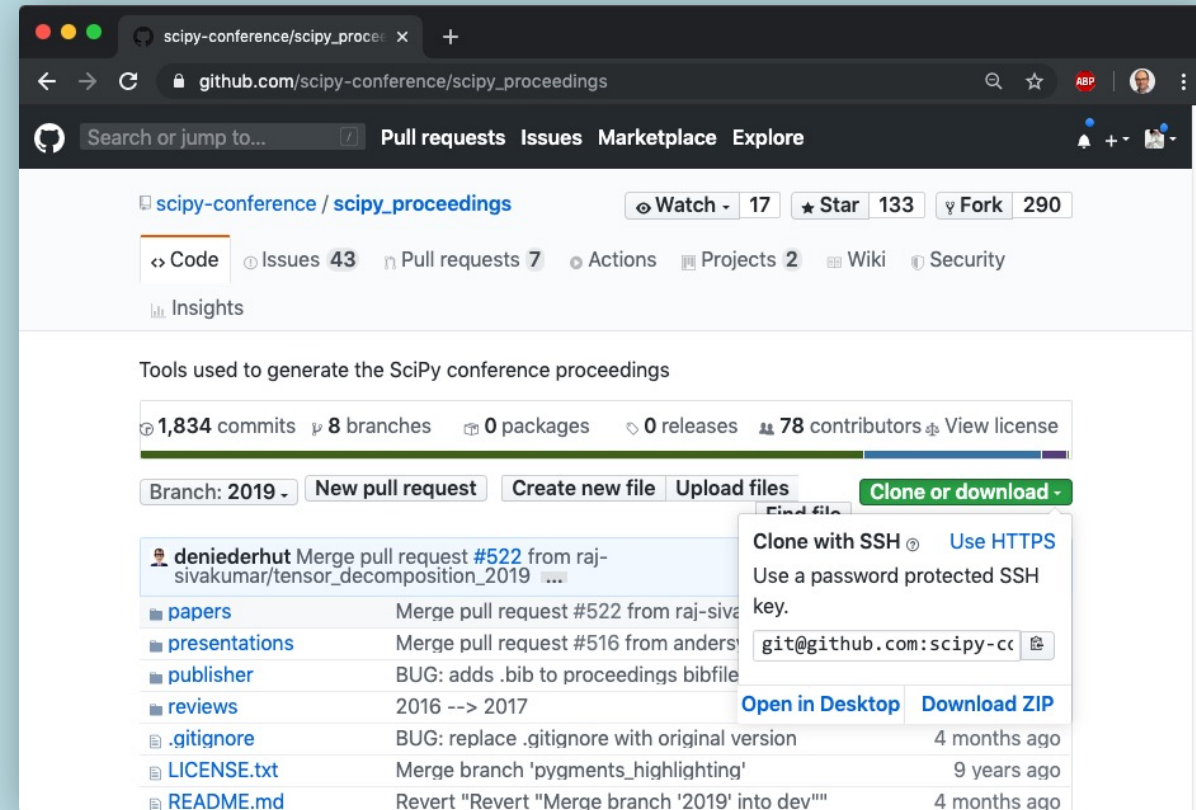 scipy-conference/scipy_procee
github.com/scipy-conference/scipy_proceedings
ABP
Search or jump to... / Pull requests Issues Marketplace Explore
scipy-conference / scipy_proceedings Watch 17 Star 133 Fork 290
Code Issues 43 Pull requests 7 Actions Projects 2 Wiki Security
Insights
Tools used to generate the SciPy conference proceedings
1,834 commits 8 branches 0 packages 0 releases 78 contributors View license
Branch: 2019 New pull request Create new file Upload files Clone or download
Find file
deniederhut Merge pull request #522 from raj-
sivakumar/tensor_decomposition_2019 ...
Clone with SSH Use HTTPS
Use a password protected SSH
key.
git@github.com:scipy-cc
Open in Desktop Download ZIP
papers Merge pull request #522 from raj-siva
presentations Merge pull request #516 from anders
publisher BUG: adds .bib to proceedings bibfile
reviews 2016 --> 2017
.gitignore BUG: replace .gitignore with original version 4 months ago
LICENSE.txt Merge branch 'pygments_highlighting' 9 years ago
README.md Revert "Revert "Merge branch '2019' into dev"" 4 months ago